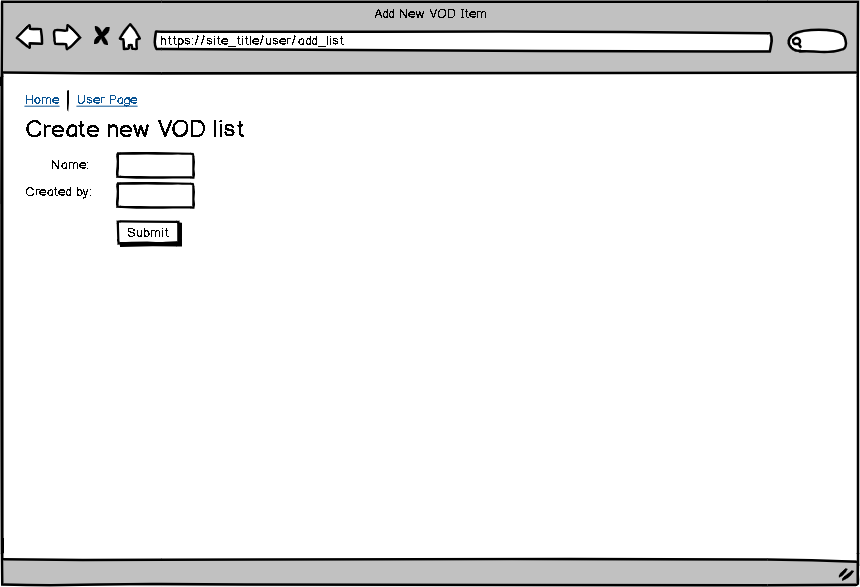 Add New VOD Item
https://site_title/user/add_list
Home | User Page
Create new VOD list
Name:
Created by:
Submit